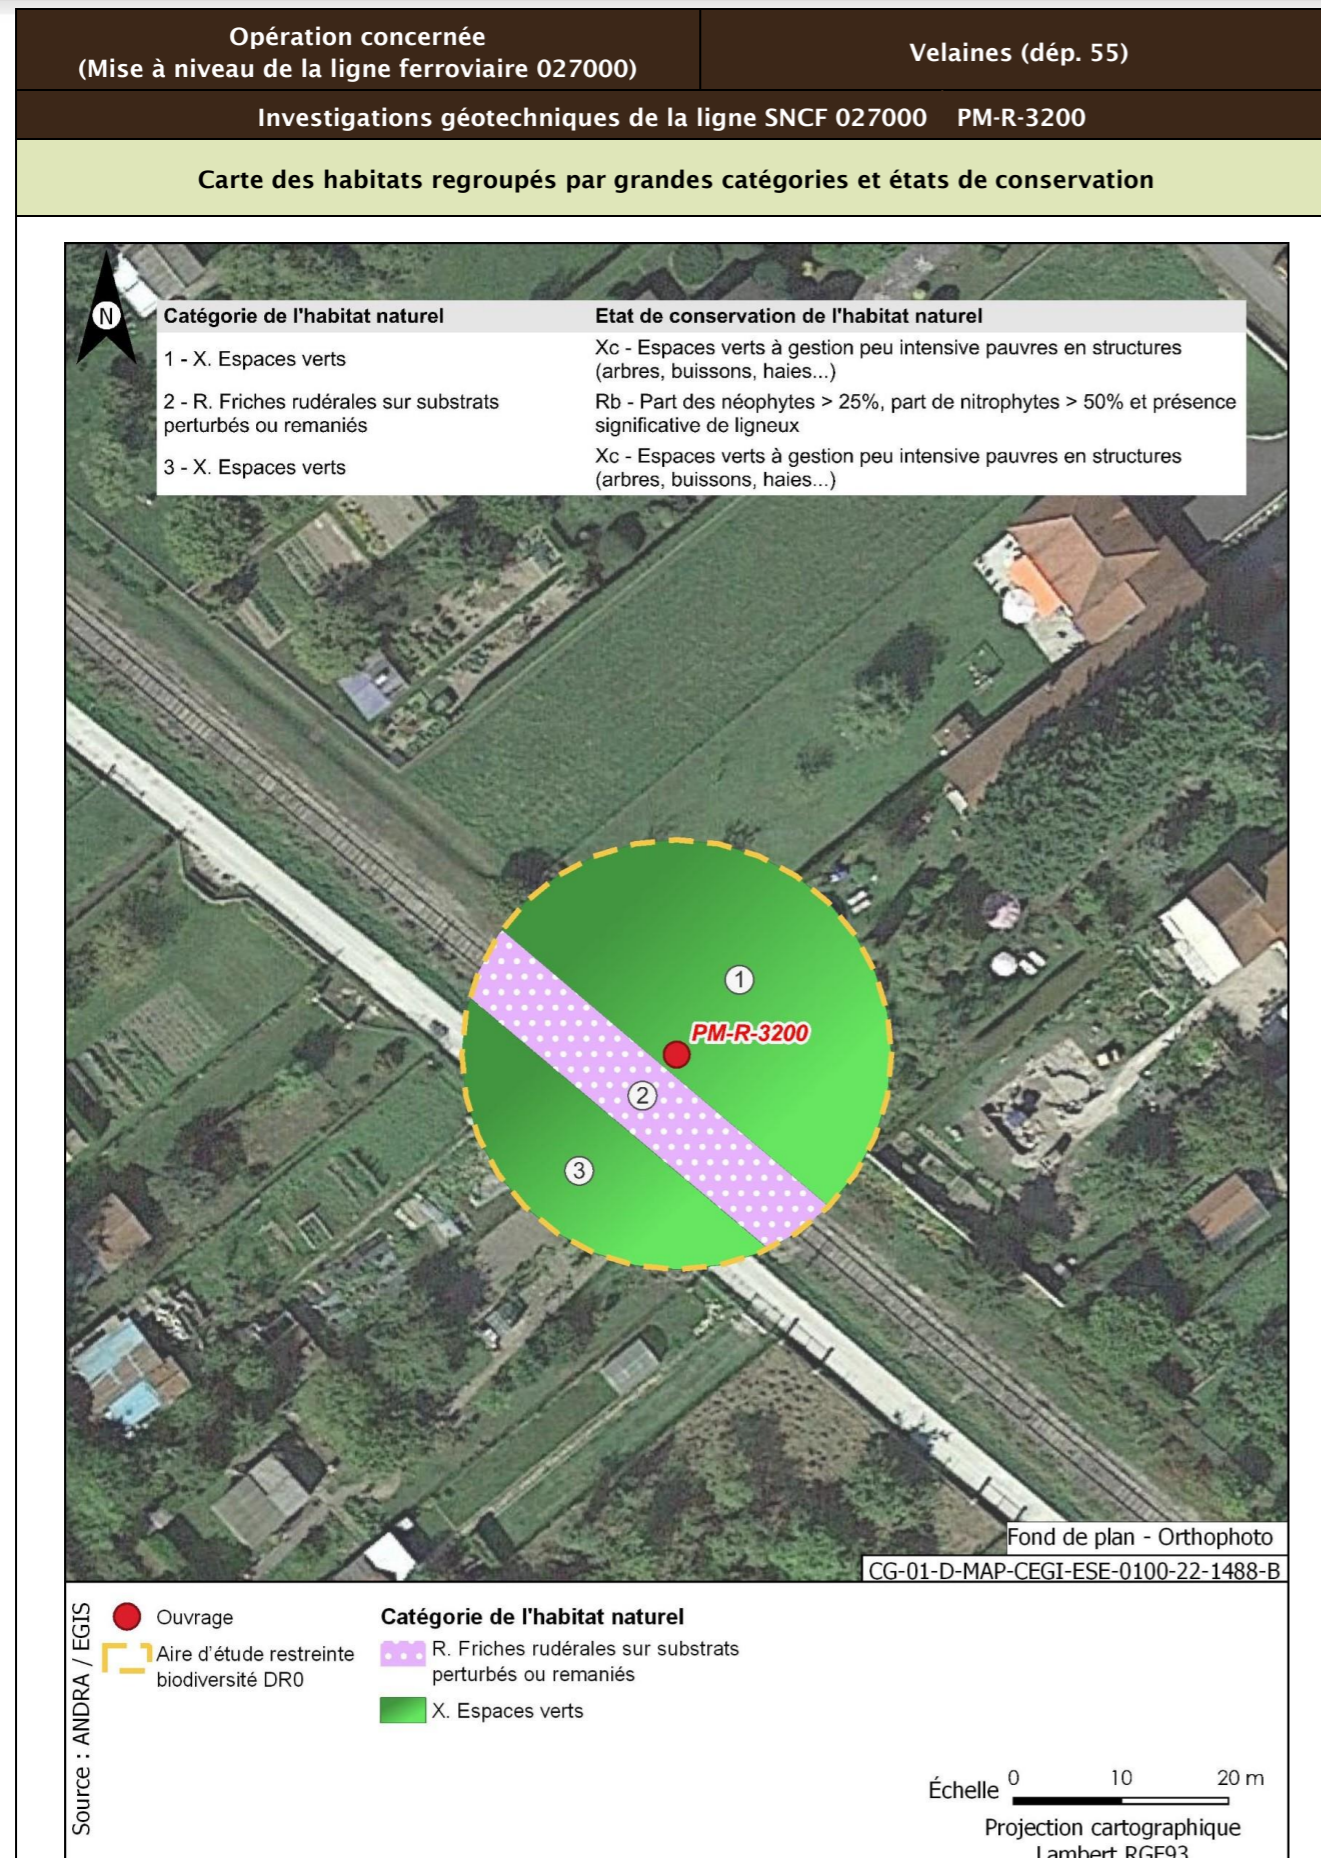 Opération concernée
(Mise à niveau de la ligne ferroviaire 027000)
Velaines (dép. 55)
Investigations géotechniques de la ligne SNCF 027000 PM-R-3200
Carte des habitats regroupés par grandes catégories et états de conservation
N
Catégorie de l'habitat naturel
Etat de conservation de l'habitat naturel
1 - X. Espaces verts
Xc - Espaces verts à gestion peu intensive pauvres en structures
(arbres, buissons, haies...)
2 - R. Friches rudérales sur substrats
perturbés ou remaniés
Rb - Part des néophytes > 25%, part de nitrophytes > 50% et présence
significative de ligneux
3 - X. Espaces verts
Xc - Espaces verts à gestion peu intensive pauvres en structures
(arbres, buissons, haies...)
1
PM-R-3200
2
3
Fond de plan - Orthophoto
CG-01-D-MAP-CEGI-ESE-0100-22-1488-B
Source : ANDRA / EGIS
Ouvrage
Aire d'étude restreinte
biodiversité DR0
Catégorie de l'habitat naturel
R. Friches rudérales sur substrats
perturbés ou remaniés
X. Espaces verts
Échelle 0 10 20 m
Projection cartographique
Lambert RGF93